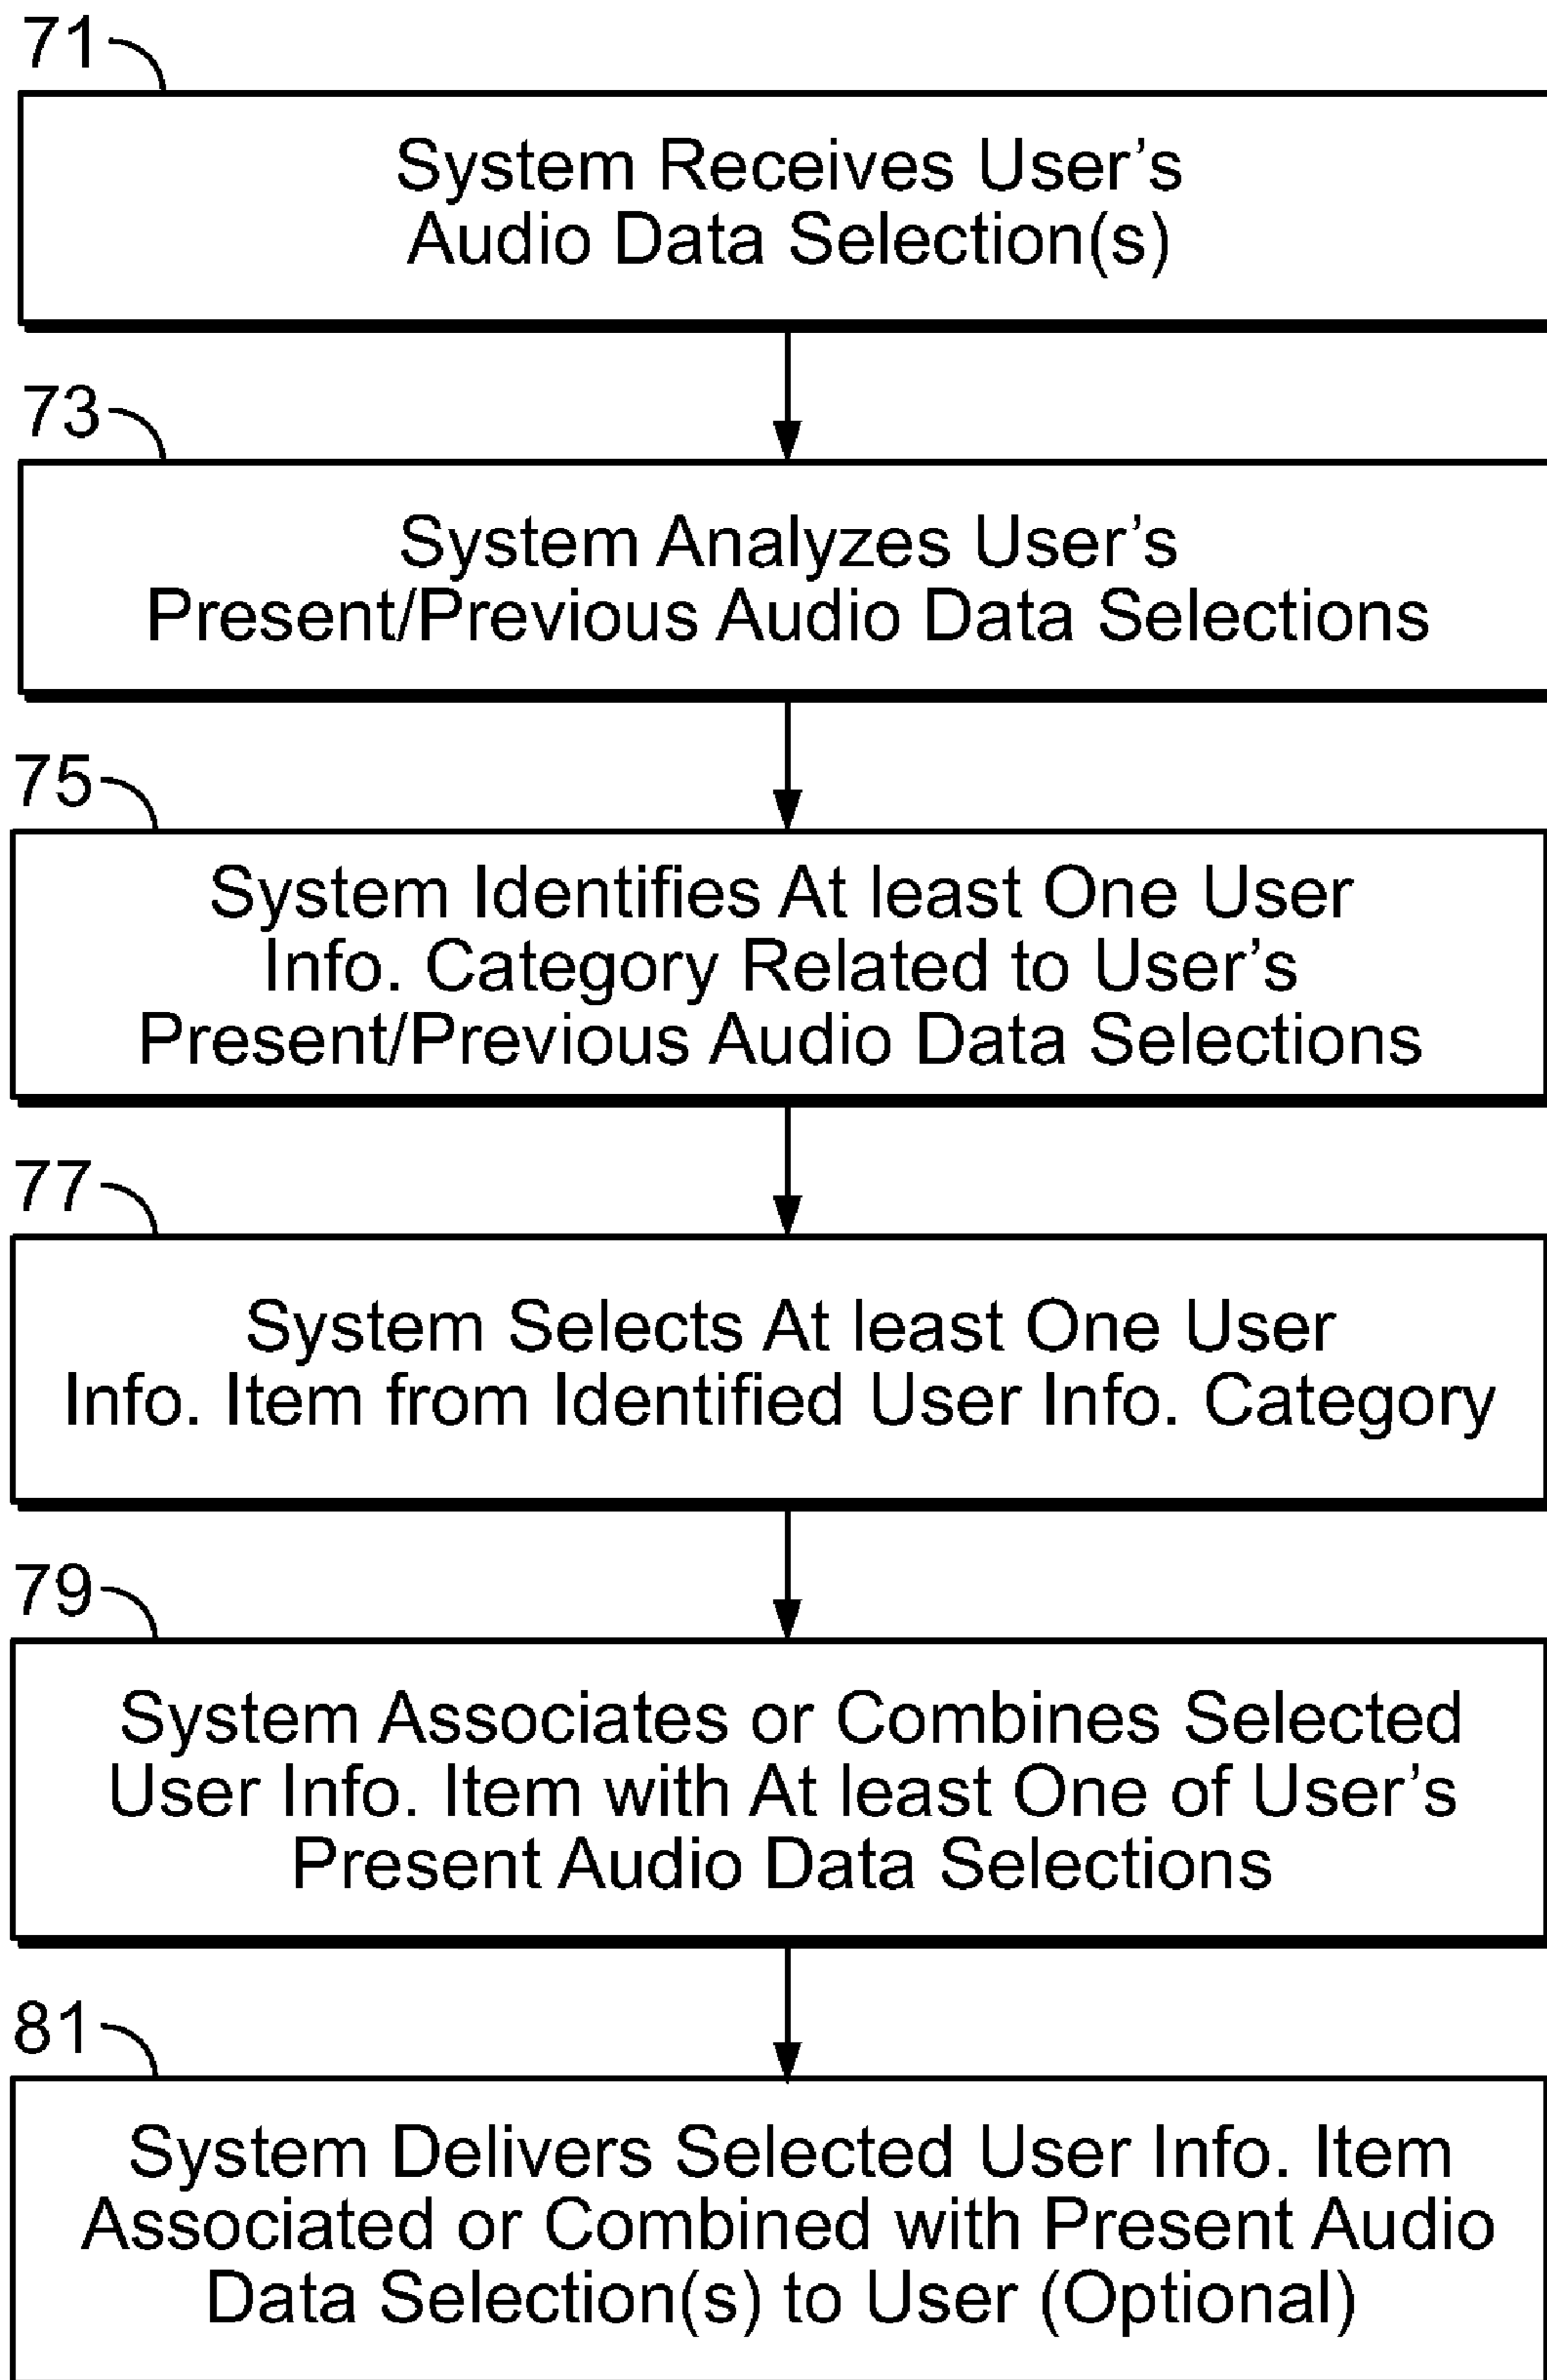 71
System Receives User's
Audio Data Selection(s)
73
System Analyzes User's
Present/Previous Audio Data Selections
75
System Identifies At least One User
Info. Category Related to User's
Present/Previous Audio Data Selections
77
System Selects At least One User
Info. Item from Identified User Info. Category
79
System Associates or Combines Selected
User Info. Item with At least One of User's
Present Audio Data Selections
81
System Delivers Selected User Info. Item
Associated or Combined with Present Audio
Data Selection(s) to User (Optional)